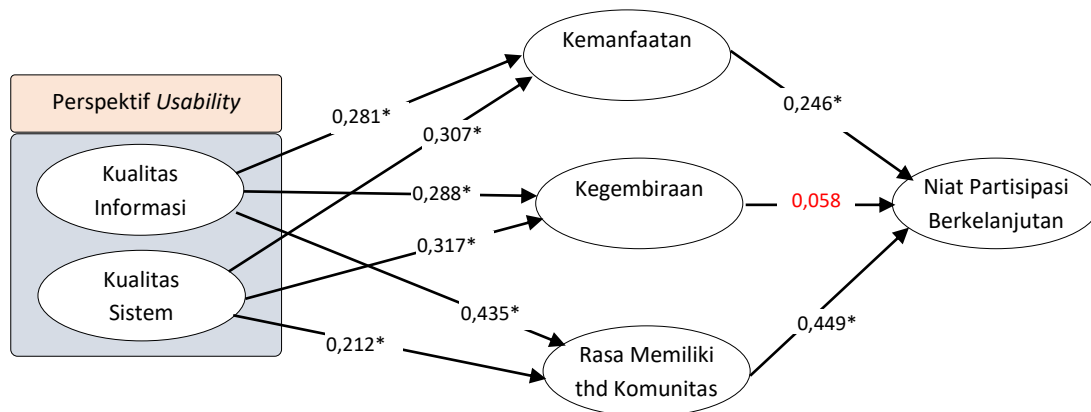 Kemanfaatan
Perspektif Usability
0,281*
0,307*
0,246*
Kualitas
Informasi
0,288*
Kegembiraan
0,058
Niat Partisipasi
Berkelanjutan
0,317*
Kualitas
Sistem
0,435*
0,212*
0,449*
Rasa Memiliki
thd Komunitas